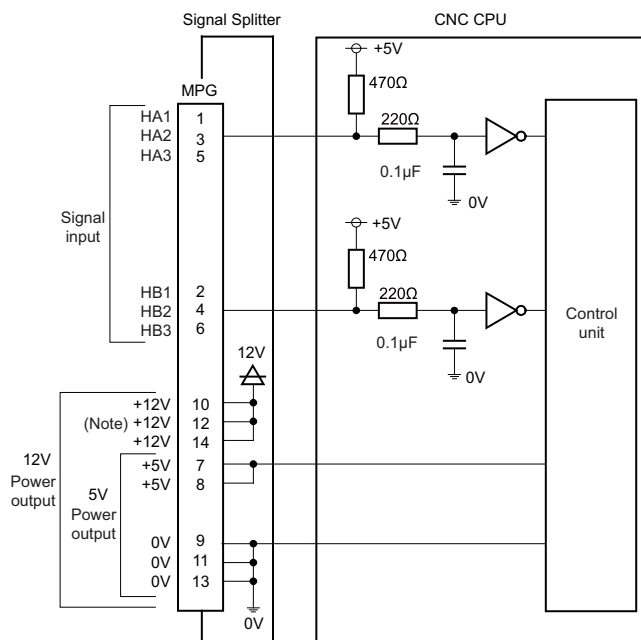 Signal Splitter
CNC CPU
+5V
MPG
470Ω
HA1 1
HA2 3
HA3 5
220Ω
0.1µF
0V
Signal
input
+5V
470Ω
HB1 2
HB2 4
HB3 6
220Ω
0.1µF
0V
Control
unit
12V
+12V 10
(Note) +12V 12
+12V 14
12V
Power
output
+5V 7
+5V 8
5V
Power
output
0V 9
0V 11
0V 13
0V